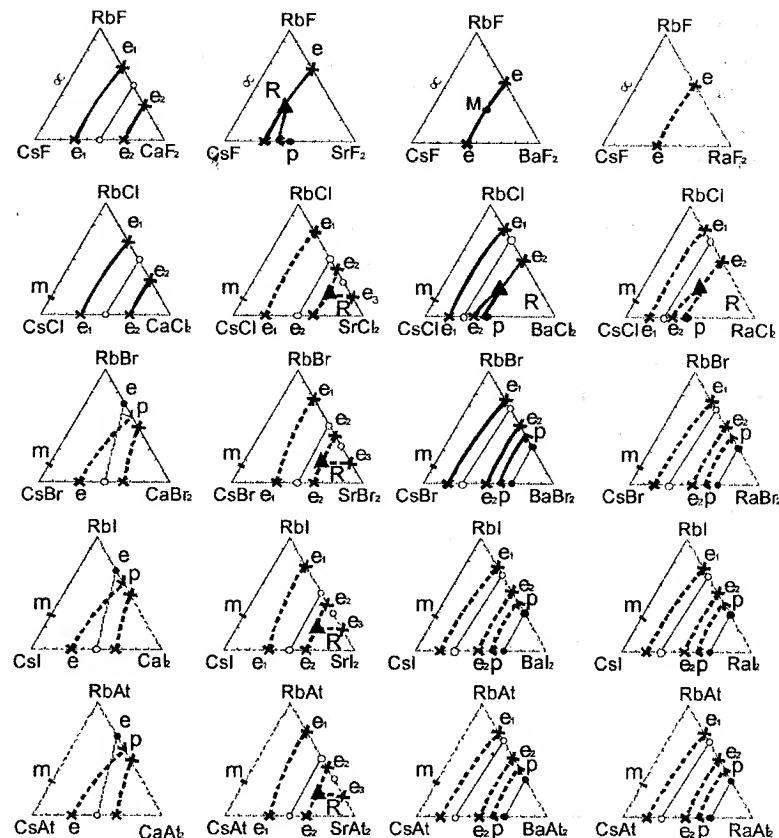 RbF RbF RbF RbF
e₁ e e e
R
e₂ M
CsF e₁ e₂ CaF₂ CsF p SrF₂ CsF e BaF₂ CsF e RaF₂
RbCl RbCl RbCl RbCl
e₁ e₁ e₁ e₁
e₂ e₂ e₂ e₂
m m e₃ R R
R
CsCl e₁ e₂ CaCl₂ CsCl e₁ e₂ SrCl₂ CsCl e₁ e₂ p BaCl₂ CsCl e₁ e₂ p RaCl₂
RbBr RbBr RbBr RbBr
e e₁ e₁ e₁
p e₂ e₂ e₂
p p
m m e₃
R
CsBr e CaBr₂ CsBr e₁ e₂ SrBr₂ CsBr e₂ p BaBr₂ CsBr e₂ p RaBr₂
RbI RbI RbI RbI
e e₁ e₁ e₁
p e₂ e₂ e₂
p p
m m e₃
R
CsI e CaI₂ CsI e₁ e₂ SrI₂ CsI e₂ p BaI₂ CsI e₂ p RaI₂
RbAt RbAt RbAt RbAt
e e₁ e₁ e₁
p e₂ e₂ e₂
m m e₃ m m
R
CsAt e CaAt₂ CsAt e₁ e₂ SrAt₂ CsAt e₂ p BaAt₂ CsAt e₂ p RaAt₂